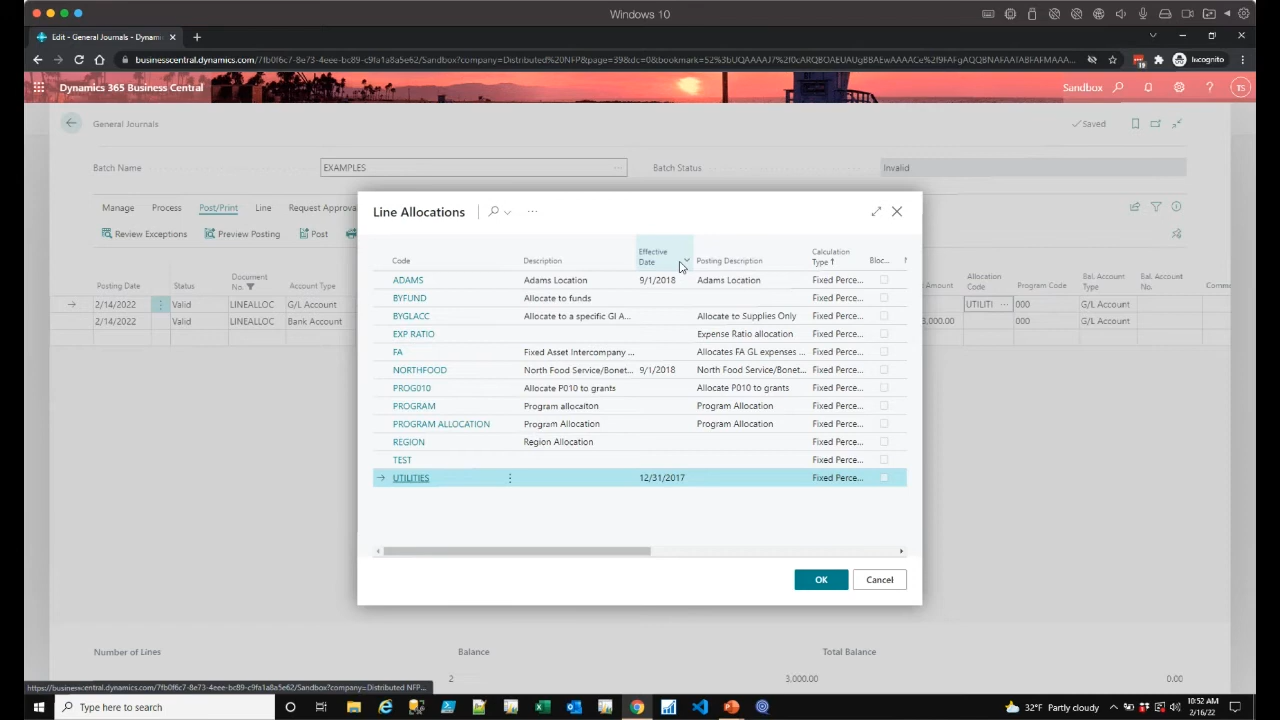 Windows 10
Edit - General Journals - Dynami
businesscentral.dynamics.com
Dynamics 365 Business Central
Sandbox
TS
Incognito
General Journals
Saved
Batch Name
EXAMPLES
Batch Status
Invalid
Manage Process Post/Print Line Request Approva
Review Exceptions Preview Posting Post
Line Allocations
Posting Date Status Document No. Account Type
Amount Allocation Code Program Code Bal. Account Type Bal. Account No. Comme
2/14/2022 Valid LINEALLOC G/L Account
UTILITI 000 G/L Account
2/14/2022 Valid LINEALLOC Bank Account
3,000.00 000 G/L Account
Code Description Effective Date Posting Description Calculation Type Bloc...
ADAMS Adams Location 9/1/2018 Adams Location Fixed Perce...
BYFUND Allocate to funds Fixed Perce...
BYGLACC Allocate to a specific Gl A... Allocate to Supplies Only Fixed Perce...
EXP RATIO Expense Ratio allocation Fixed Perce...
FA Fixed Asset Intercompany ... Allocates FA GL expenses ... Fixed Perce...
NORTHFOOD North Food Service/Bonet... 9/1/2018 North Food Service/Bonet... Fixed Perce...
PROG010 Allocate P010 to grants Allocate P010 to grants Fixed Perce...
PROGRAM Program allocaiton Program Allocation Fixed Perce...
PROGRAM ALLOCATION Program Allocation Program Allocation Fixed Perce...
REGION Region Allocation Fixed Perce...
TEST Fixed Perce...
UTILITIES 12/31/2017 Fixed Perce...
OK Cancel
Number of Lines Balance Total Balance
2 3,000.00 0.00
Type here to search
32°F Partly cloudy
10:52 AM
2/16/22